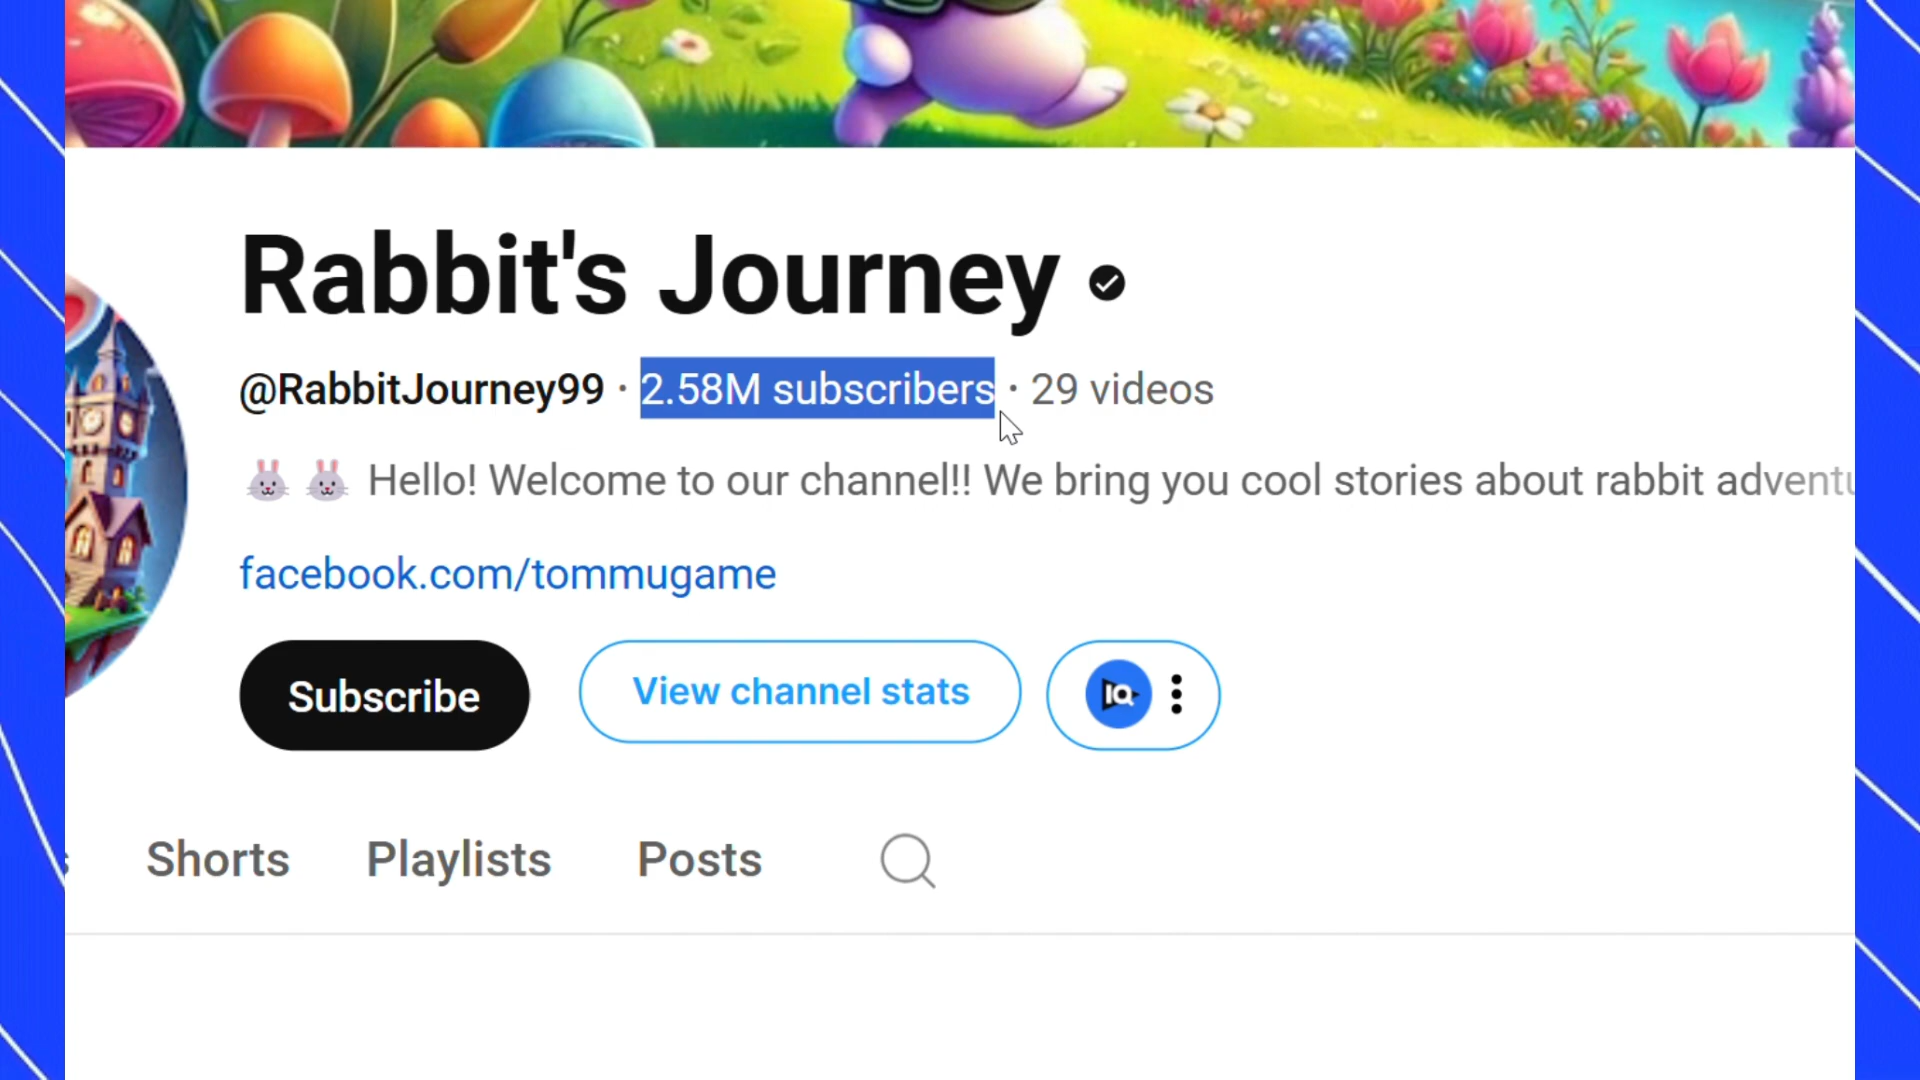 Rabbit's Journey
@RabbitJourney99 · 2.58M subscribers · 29 videos
Hello! Welcome to our channel!! We bring you cool stories about rabbit
facebook.com/tommugame
Subscribe
View channel stats
IQ
Shorts
Playlists
Posts